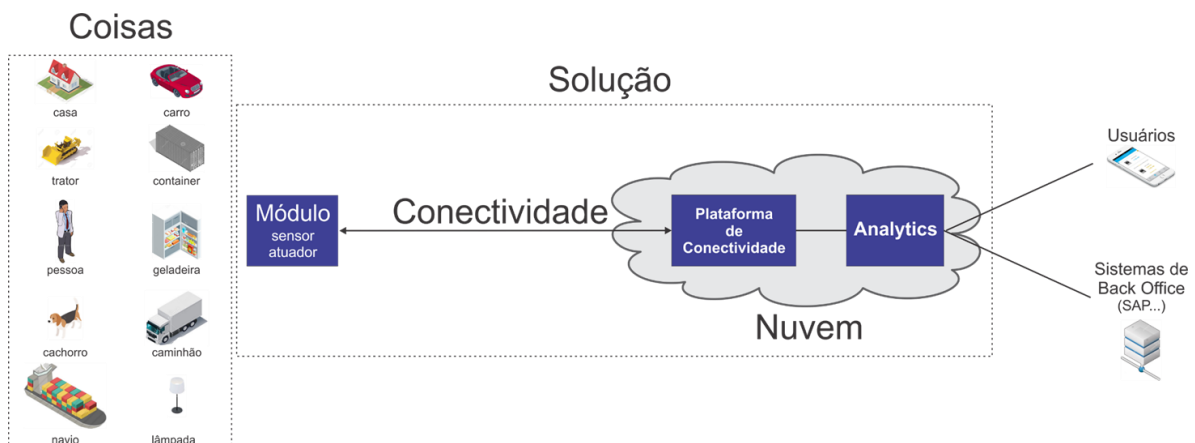 Coisas
casa
carro
trator
container
pessoa
geladeira
cachorro
caminhão
navio
lâmpada
Solução
Módulo
sensor
atuador
Conectividade
Plataforma
de
Conectividade
Analytics
Nuvem
Usuários
Sistemas de
Back Office
(SAP...)